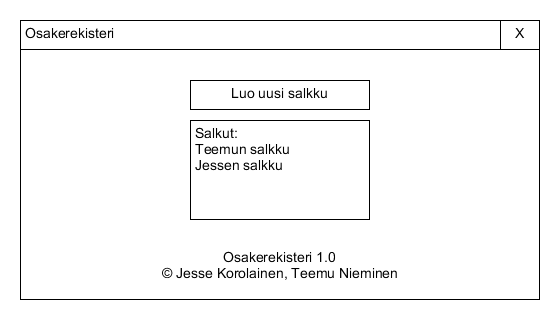 Osakerekisteri X
Luo uusi salkku
Salkut:
Teemun salkku
Jessen salkku
Osakerekisteri 1.0
© Jesse Korolainen, Teemu Nieminen